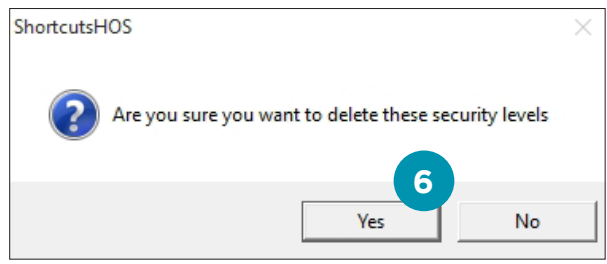 ShortcutsHOS
Are you sure you want to delete these security levels
6
Yes
No